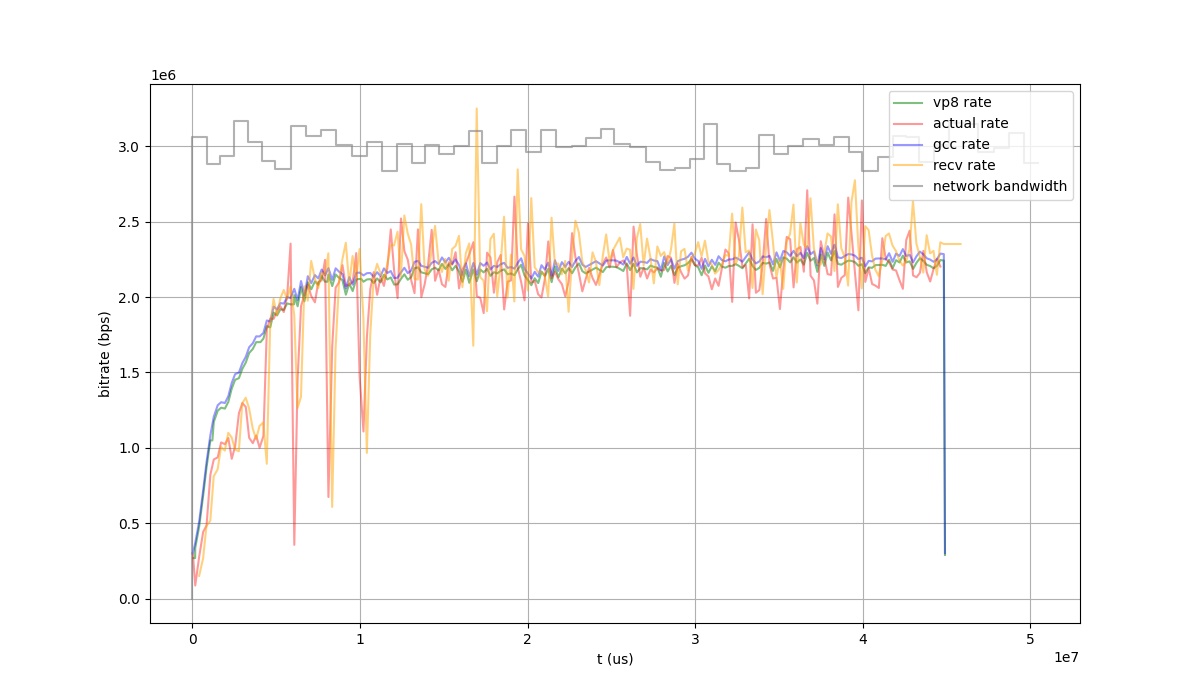 1e6
vp8 rate
actual rate
gcc rate
recv rate
network bandwidth
3.0
2.5
2.0
1.5
1.0
0.5
0.0
bitrate (bps)
0 1 2 3 4 5
t (us)
1e7